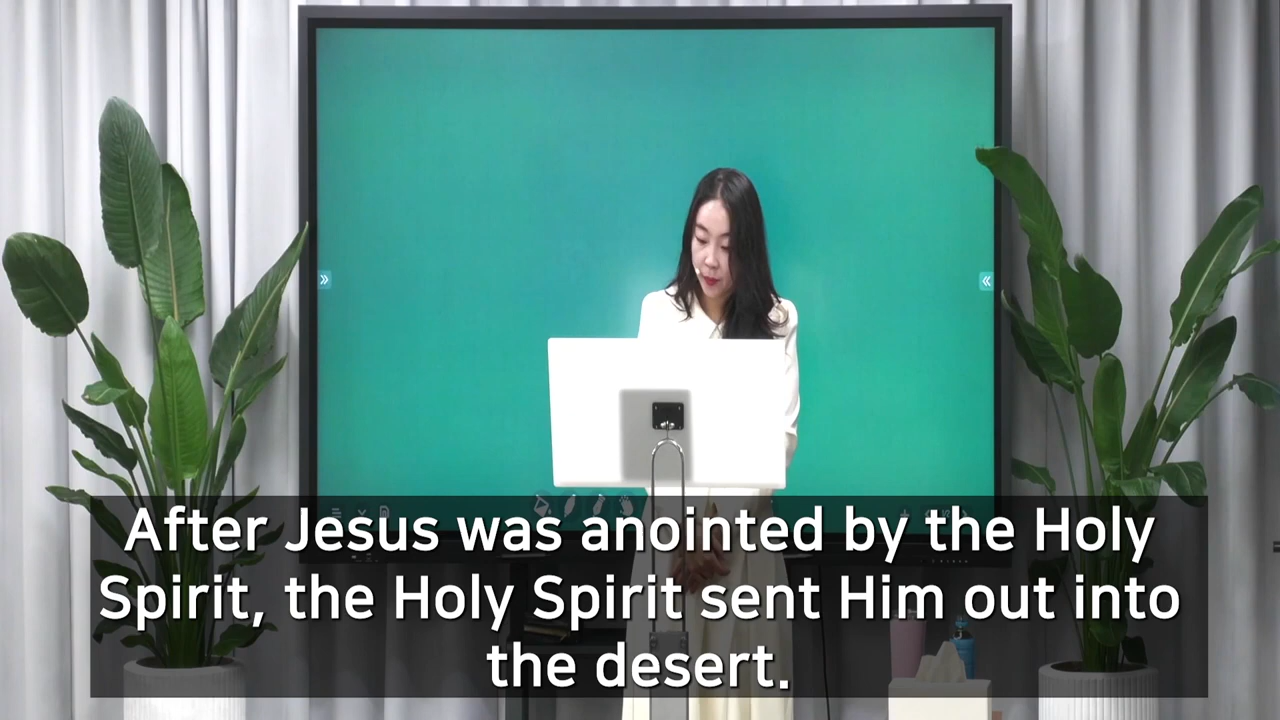 After Jesus was anointed by the Holy
Spirit, the Holy Spirit sent Him out into
the desert.